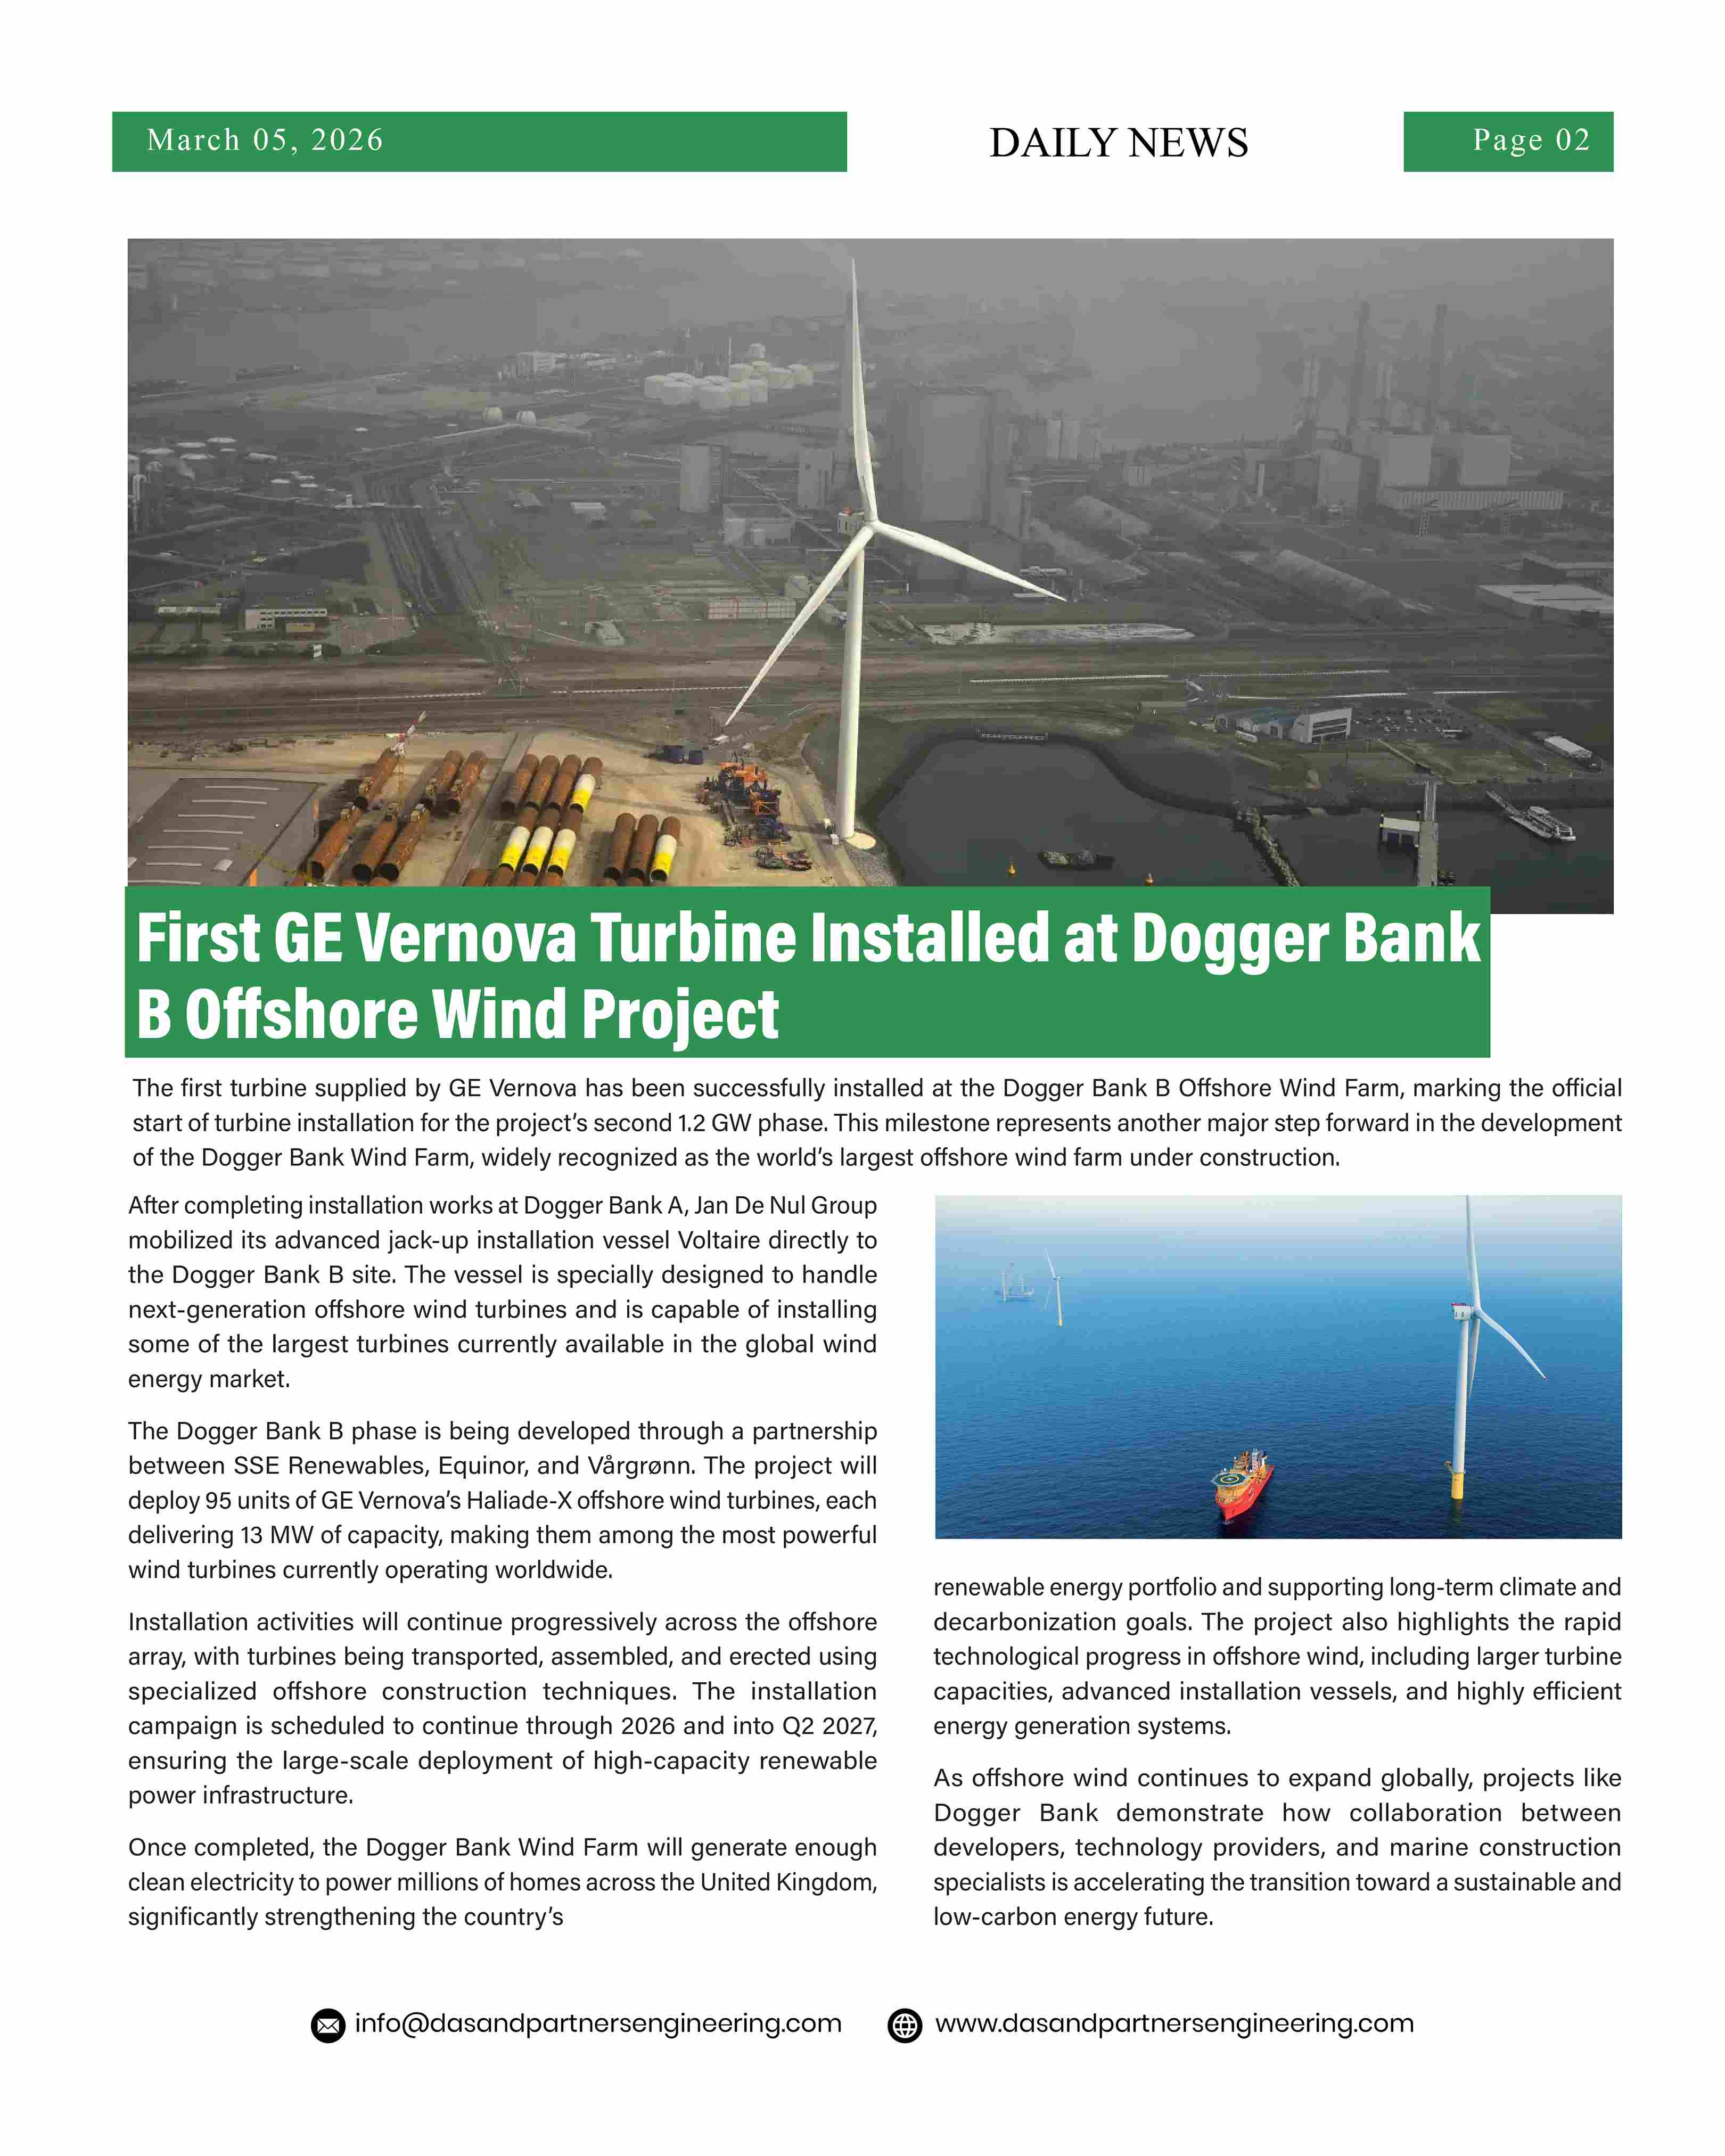 March 05, 2026
DAILY NEWS
Page 02
First GE Vernova Turbine Installed at Dogger Bank
B Offshore Wind Project
The first turbine supplied by GE Vernova has been successfully installed at the Dogger Bank B Offshore Wind Farm, marking the official
start of turbine installation for the project’s second 1.2 GW phase. This milestone represents another major step forward in the development
of the Dogger Bank Wind Farm, widely recognized as the world’s largest offshore wind farm under construction.
After completing installation works at Dogger Bank A, Jan De Nul Group
mobilized its advanced jack-up installation vessel Voltaire directly to
the Dogger Bank B site. The vessel is specially designed to handle
next-generation offshore wind turbines and is capable of installing
some of the largest turbines currently available in the global wind
energy market.
The Dogger Bank B phase is being developed through a partnership
between SSE Renewables, Equinor, and Vårgrønn. The project will
deploy 95 units of GE Vernova’s Haliade-X offshore wind turbines, each
delivering 13 MW of capacity, making them among the most powerful
wind turbines currently operating worldwide.
Installation activities will continue progressively across the offshore
array, with turbines being transported, assembled, and erected using
specialized offshore construction techniques. The installation
campaign is scheduled to continue through 2026 and into Q2 2027,
ensuring the large-scale deployment of high-capacity renewable
power infrastructure.
Once completed, the Dogger Bank Wind Farm will generate enough
clean electricity to power millions of homes across the United Kingdom,
significantly strengthening the country’s
renewable energy portfolio and supporting long-term climate and
decarbonization goals. The project also highlights the rapid
technological progress in offshore wind, including larger turbine
capacities, advanced installation vessels, and highly efficient
energy generation systems.
As offshore wind continues to expand globally, projects like
Dogger Bank demonstrate how collaboration between
developers, technology providers, and marine construction
specialists is accelerating the transition toward a sustainable and
low-carbon energy future.
info@dasandpartnersengineering.com
www.dasandpartnersengineering.com